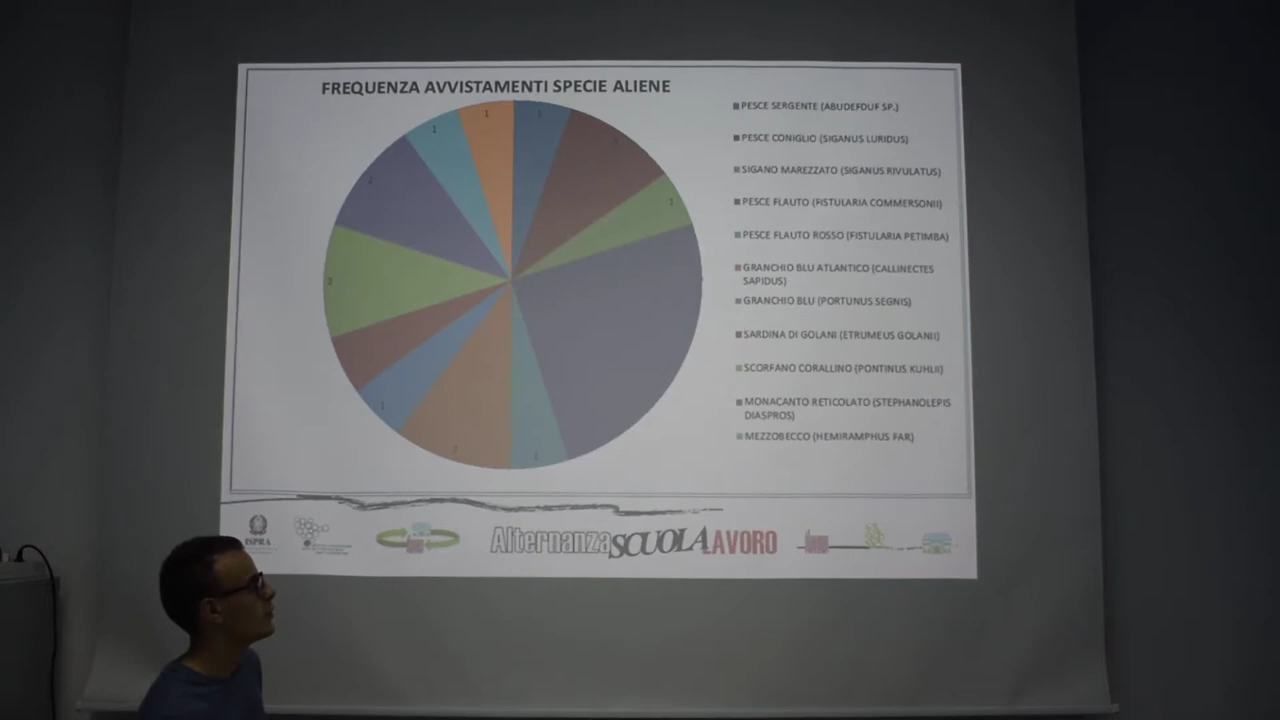 FREQUENZA AVVISTAMENTI SPECIE ALIENE
1
1
1
2
1
2
2
1
2
1
PESCE SERGENTE (ABUDEFDUF SP.)
PESCE CONIGLIO (SIGANUS LURIDUS)
SIGANO MAREZZATO (SIGANUS RIVULATUS)
PESCE FLAUTO (FISTULARIA COMMERSONII)
PESCE FLAUTO ROSSO (FISTULARIA PETIMBA)
GRANCHIO BLU ATLANTICO (CALLINECTES
SAPIDUS)
GRANCHIO BLU (PORTUNUS SEGNIS)
SARDINA DI GOLANI (ETRUMEUS GOLANII)
SCORFANO CORALLINO (PONTINUS KUHLII)
MONACANTO RETICOLATO (STEPHANOLEPIS
DIASPROS)
MEZZOBECCO (HEMIRAMPHUS FAR)
ISPRA
AlternanzaSCUOLALAVORO